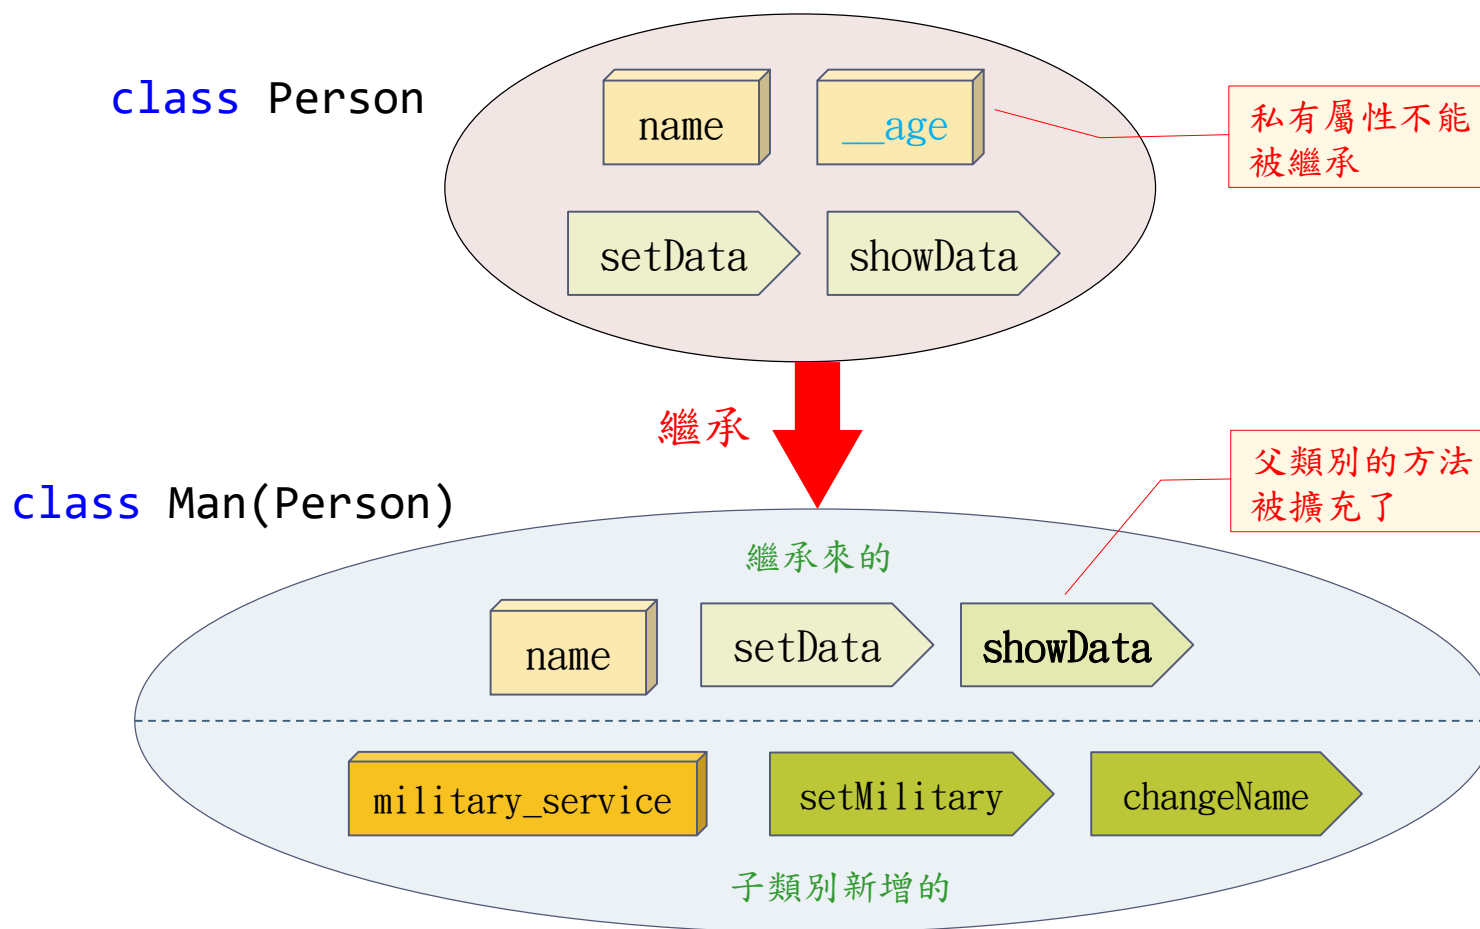 class Person
name
__age
私有屬性不能
被繼承
setData
showData
繼承
class Man(Person)
父類別的方法
被擴充了
繼承來的
name
setData
showData
military_service
setMilitary
changeName
子類別新增的